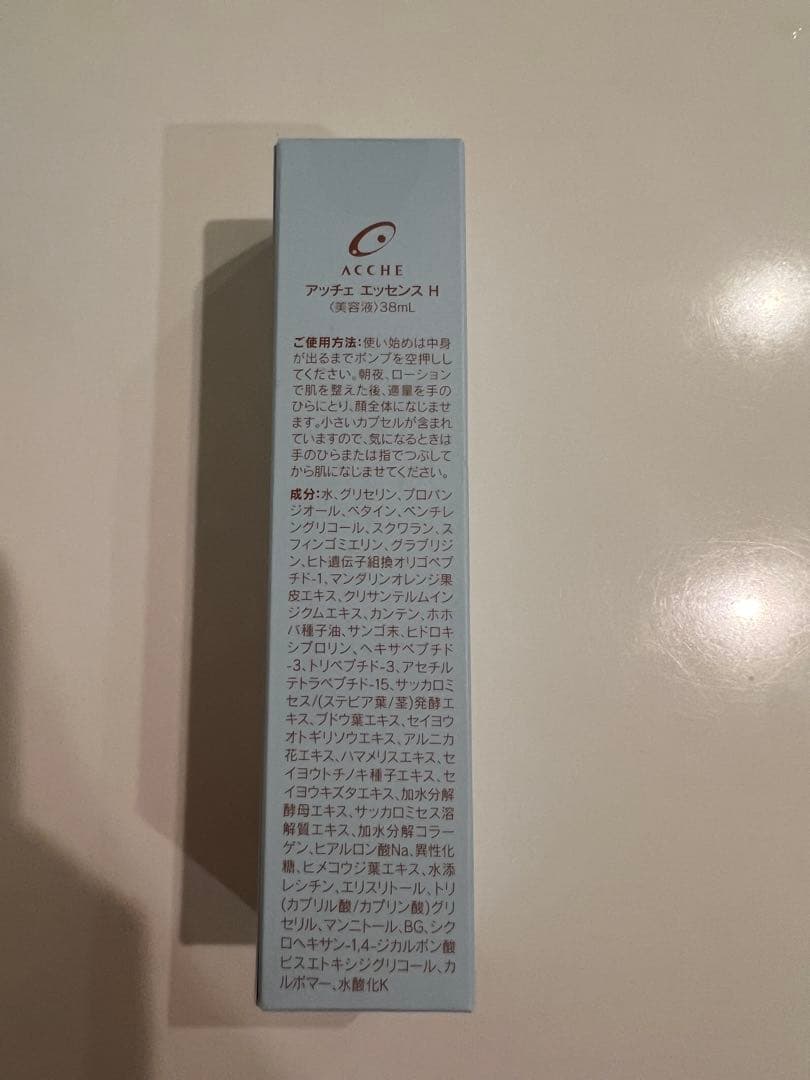 ACCHE
アッチェ エッセンス H
〈美容液〉38mL
ご使用方法:使い始めは中身
が出るまでポンプを空押しし
てください。朝夜、ローション
で肌を整えた後、適量を手の
ひらにとり、顔全体になじませ
ます。小さいカプセルが含まれ
ていますので、気になるときは
手のひらまたは指でつぶして
から肌になじませてください。
成分:水、グリセリン、プロパン
ジオール、ベタイン、ペンチレ
ングリコール、スクワラン、ス
フィンゴミエリン、グラブリジ
ン、ヒト遺伝子組換オリゴペプ
チド-1、マンダリンオレンジ果
皮エキス、クリサンテルムイン
ジクムエキス、カンテン、ホホ
バ種子油、サンゴ末、ヒドロキ
シプロリン、ヘキサペプチド
-3、トリペプチド-3、アセチル
テトラペプチド-15、サッカロミ
セス/(ステビア葉/茎)発酵エ
キス、ブドウ葉エキス、セイヨウ
オトギリソウエキス、アルニカ
花エキス、ハマメリスエキス、セ
イヨウトチノキ種子エキス、セ
イヨウキズタエキス、加水分解
酵母エキス、サッカロミセス溶
解質エキス、加水分解コラー
ゲン、ヒアルロン酸Na、異性化
糖、ヒメコウジ葉エキス、水添
レシチン、エリスリトール、トリ
(カプリル酸/カプリン酸)グリ
セリル、マンニトール、BG、シク
ロヘキサン-1,4-ジカルボン酸
ビスエトキシジグリコール、カ
ルボマー、水酸化K